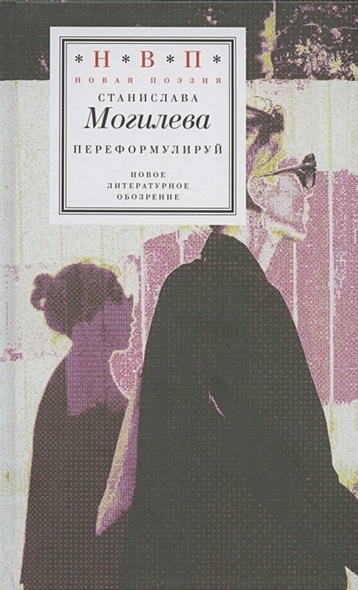 * Н * В * П *
НОВАЯ ПОЭЗИЯ
СТАНИСЛАВА
Могилева
ПЕРЕФОРМУЛИРУЙ
НОВОЕ
ЛИТЕРАТУРНОЕ
ОБОЗРЕНИЕ